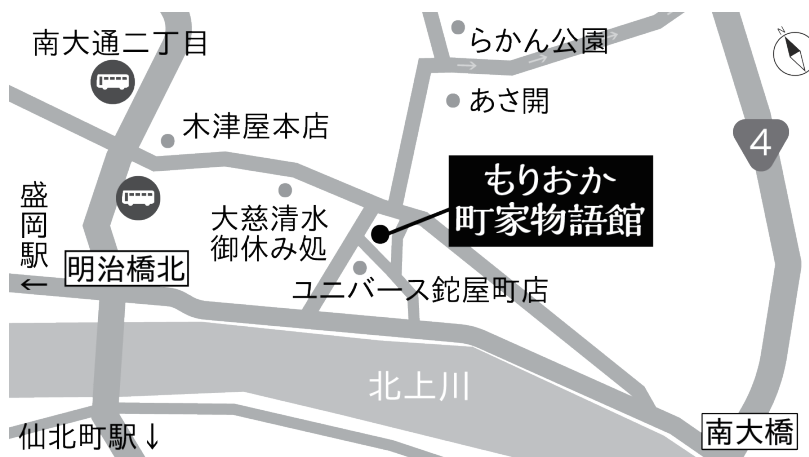 N
らかん公園
南大通二丁目
あさ開
木津屋本店
4
もりおか
町家物語館
盛岡駅
←
大慈清水
御休み処
明治橋北
ユニバース鉈屋町店
北上川
南大橋
仙北町駅↓